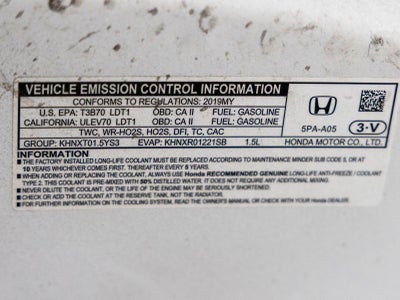 VEHICLE EMISSION CONTROL INFORMATION
CONFORMS TO REGULATIONS: 2019MY
U.S. EPA: T3B70 LDT1 OBD: CA II FUEL: GASOLINE
CALIFORNIA: ULEV70 LDT1 OBD: CA II FUEL: GASOLINE
TWC, WR-HO2S, HO2S, DFI, TC, CAC
HONDA
5PA-A05 3-V
GROUP: KHNXT01.5YS3 EVAP: KHNXR01221SB 1.5L HONDA MOTOR CO., LTD.
INFORMATION
■ THE FACTORY INSTALLED LONG-LIFE COOLANT MUST BE REPLACED ACCORDING TO MAINTENANCE MINDER SUB CODE 5, OR AT
10 YEARS WHICHEVER COMES FIRST, THEREAFTER EVERY 5 YEARS.
■ WHEN ADDING OR REPLACING THE COOLANT, ALWAYS USE Honda RECOMMENDED GENUINE LONG-LIFE ANTI-FREEZE / COOLANT
TYPE 2. THIS COOLANT IS PRE-MIXED WITH 50% DISTILLED WATER. IT DOES NOT REQUIRE ANY ADDITIONAL MIXING.
■ NEVER DILUTE THE COOLANT, OR THE LIFE OF THE ENGINE MAY BE SERIOUSLY SHORTENED.
■ CHECK OR ADD COOLANT AT THE RESERVE TANK, NOT THE RADIATOR.
■ FOR FURTHER INFORMATION ON COOLANT, READ THE OWNER'S MANUAL OR ASK YOUR HONDA DEALER